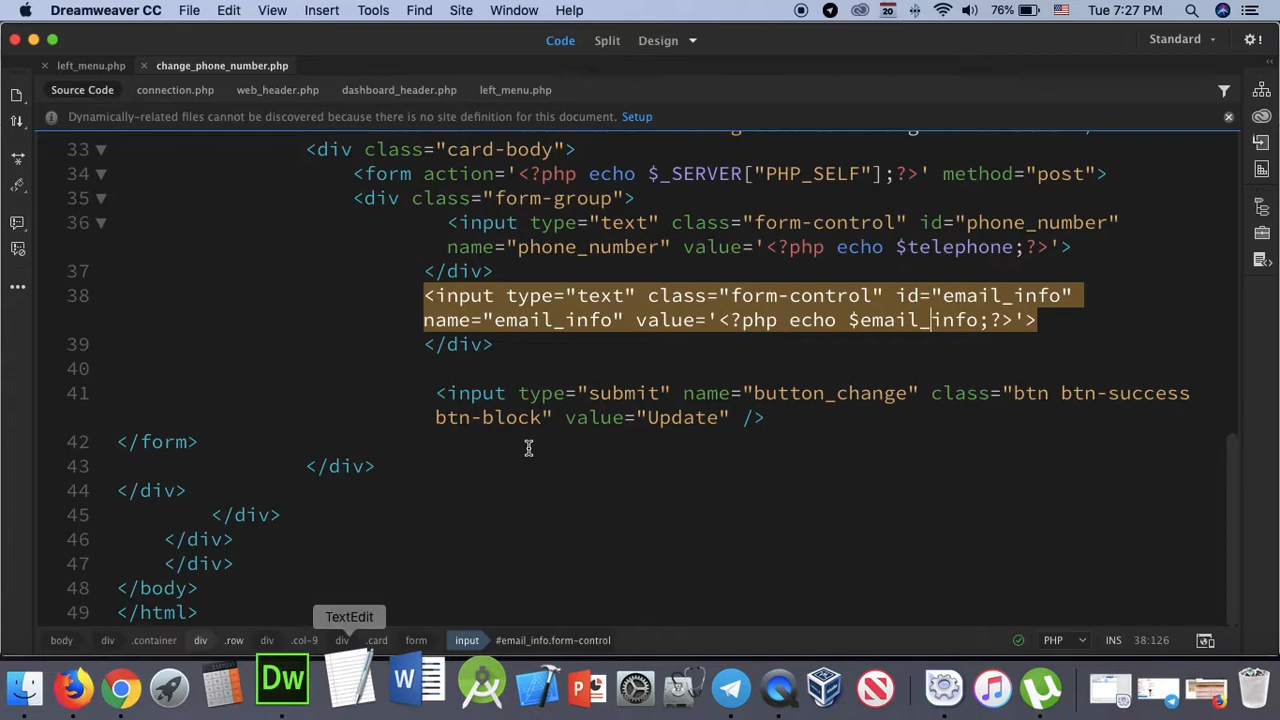 Dreamweaver CC File Edit View Insert Tools Find Site Window Help 20 76% Tue 7:27 PM
Code Split Design Standard
left_menu.php change_phone_number.php
Source Code connection.php web_header.php dashboard_header.php left_menu.php
Dynamically-related files cannot be discovered because there is no site definition for this document. Setup
33 <div class="card-body">
34 <form action='<?php echo $_SERVER["PHP_SELF"];?>' method="post">
35 <div class="form-group">
36 <input type="text" class="form-control" id="phone_number"
name="phone_number" value='<?php echo $telephone;?>'>
37 </div>
38 <input type="text" class="form-control" id="email_info"
name="email_info" value='<?php echo $email_info;?>'>
39 </div>
40
41 <input type="submit" name="button_change" class="btn btn-success
btn-block" value="Update" />
42 </form>
43 </div>
44 </div>
45 </div>
46 </div>
47 </div>
48 </body>
49 </html>
TextEdit
body div .container div .row div .col-9 div .card form input #email_info.form-control PHP INS 38:126
Dw W P N